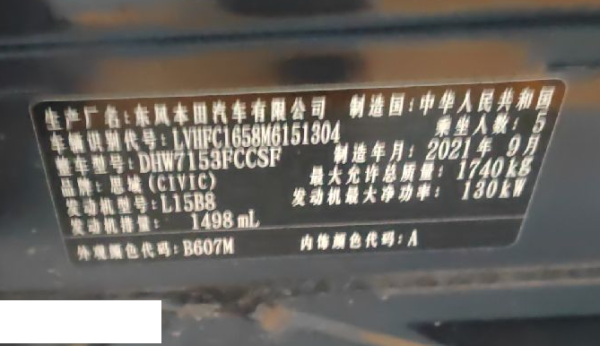 生产厂名:东风本田汽车有限公司 制造国:中华人民共和国
车辆识别代号:LVHFC1658M6151304 乘坐人数:5
整车型号:DHW7153FCCSF 制造年月:2021年9月
品牌:思域(CIVIC) 最大允许总质量:1740kg
发动机型号:L15B8 发动机最大净功率:130kW
发动机排量:1498mL
外观颜色代码:B607M 内饰颜色代码:A